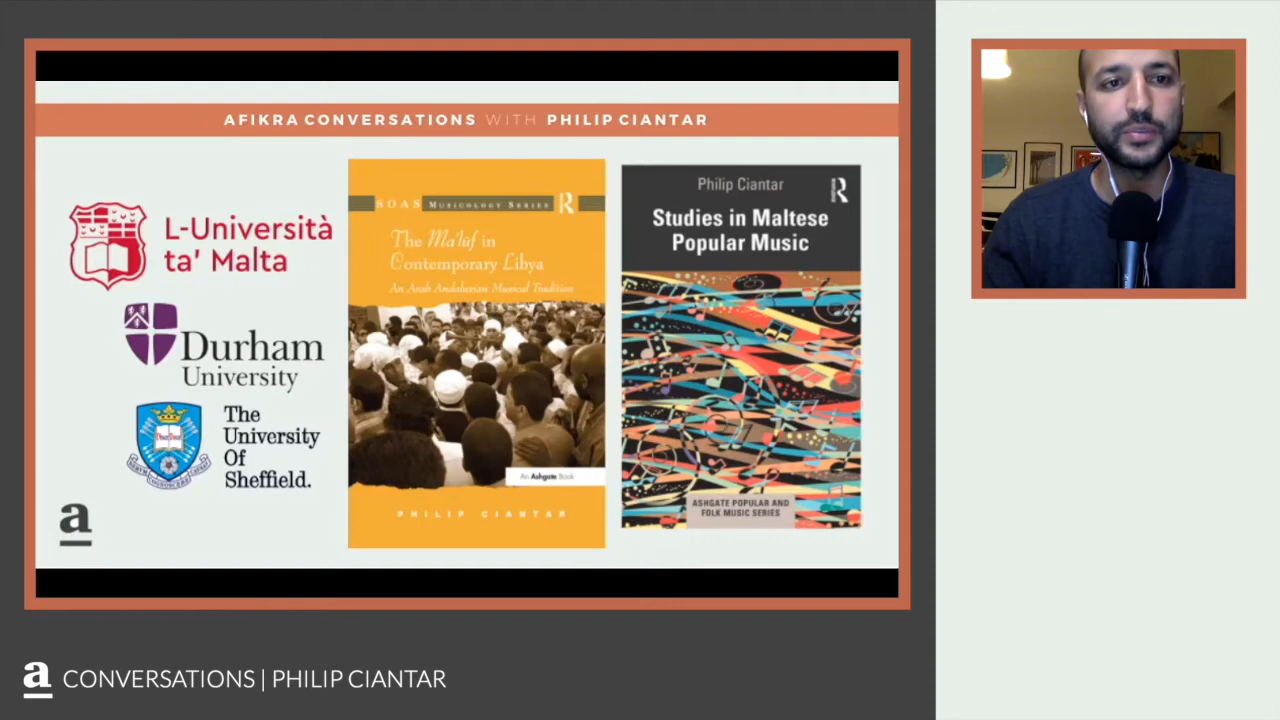 AFIKRA CONVERSATIONS WITH PHILIP CIANTAR
L-Università
ta' Malta
Durham
University
The
University
Of
Sheffield.
a
SOAS MUSICOLOGY SERIES R
The Ma'lūf in
Contemporary Libya
An Arab Andalusian Musical Tradition
An Ashgate Book
PHILIP CIANTAR
Philip Ciantar
R
Studies in Maltese
Popular Music
ASHGATE POPULAR AND
FOLK MUSIC SERIES
a CONVERSATIONS | PHILIP CIANTAR